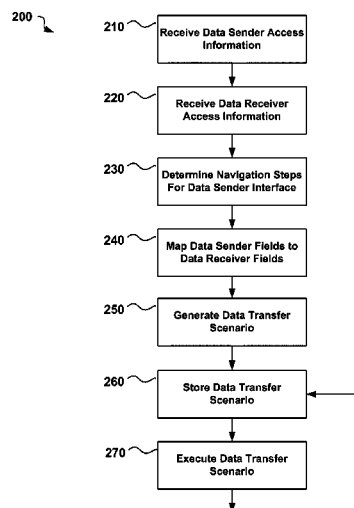 200
210
Receive Data Sender Access
Information
220
Receive Data Receiver
Access Information
230
Determine Navigation Steps
For Data Sender Interface
240
Map Data Sender Fields to
Data Receiver Fields
250
Generate Data Transfer
Scenario
260
Store Data Transfer
Scenario
270
Execute Data Transfer
Scenario